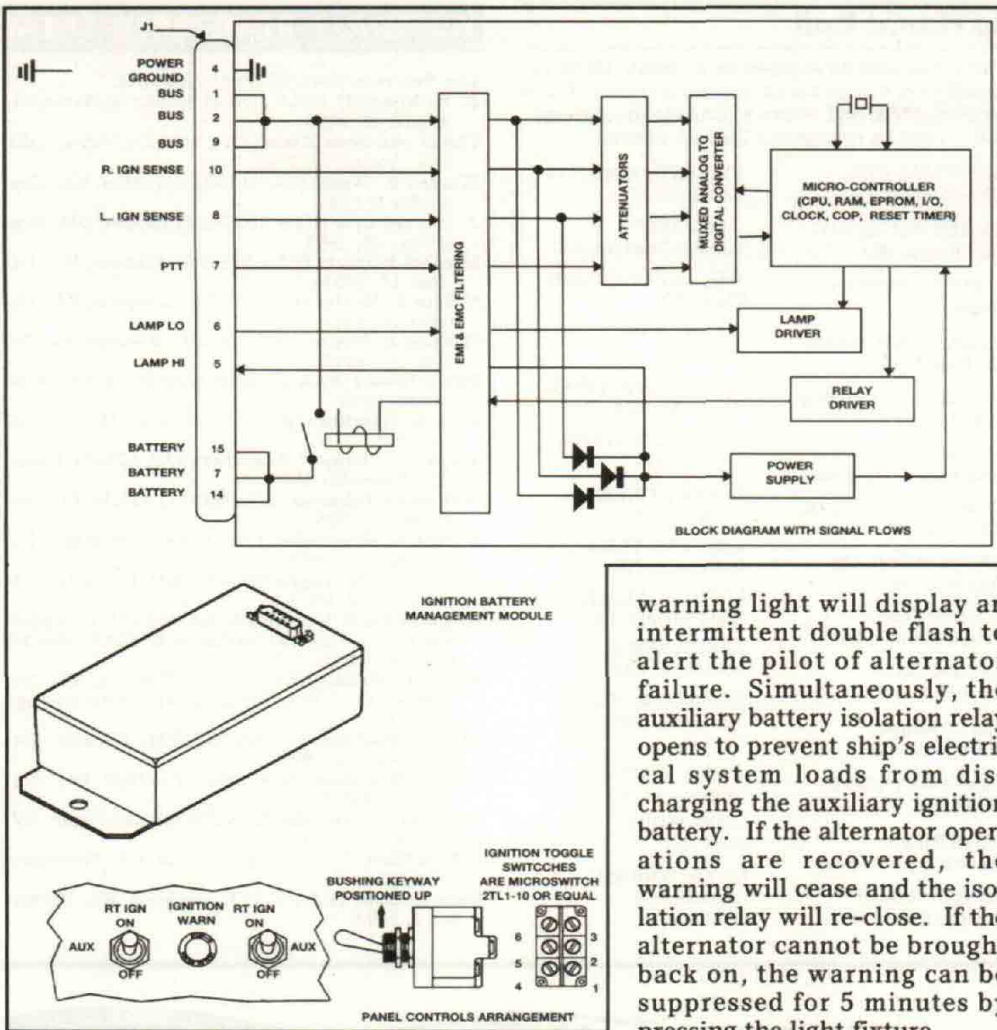 J1
POWER
GROUND
4
BUS 1
BUS 2
BUS 9
R. IGN SENSE 10
L. IGN SENSE 8
PTT 7
LAMP LO 6
LAMP HI 5
BATTERY 15
BATTERY 7
BATTERY 14
EMI & EMC FILTERING
ATTENUATORS
MUXED ANALOG TO
DIGITAL CONVERTER
MICRO-CONTROLLER
(CPU, RAM, EPROM, I/O,
CLOCK, COP, RESET TIMER)
LAMP
DRIVER
RELAY
DRIVER
POWER
SUPPLY
BLOCK DIAGRAM WITH SIGNAL FLOWS
IGNITION BATTERY
MANAGEMENT MODULE
RT IGN
ON
AUX
OFF
IGNITION
WARN
RT IGN
ON
AUX
OFF
BUSHING KEYWAY
POSITIONED UP
IGNITION TOGGLE
SWITCCHES
ARE MICROSWITCH
2TL1-10 OR EQUAL
6 3
5 2
4 1
PANEL CONTROLS ARRANGEMENT
warning light will display an
intermittent double flash to
alert the pilot of alternator
failure. Simultaneously, the
auxiliary battery isolation relay
opens to prevent ship's electri
cal system loads from dis
charging the auxiliary ignition
battery. If the alternator oper
ations are recovered, the
warning will cease and the iso
lation relay will re-close. If the
alternator cannot be brought
back on, the warning can be
suppressed for 5 minutes by
pressing the light fixture.